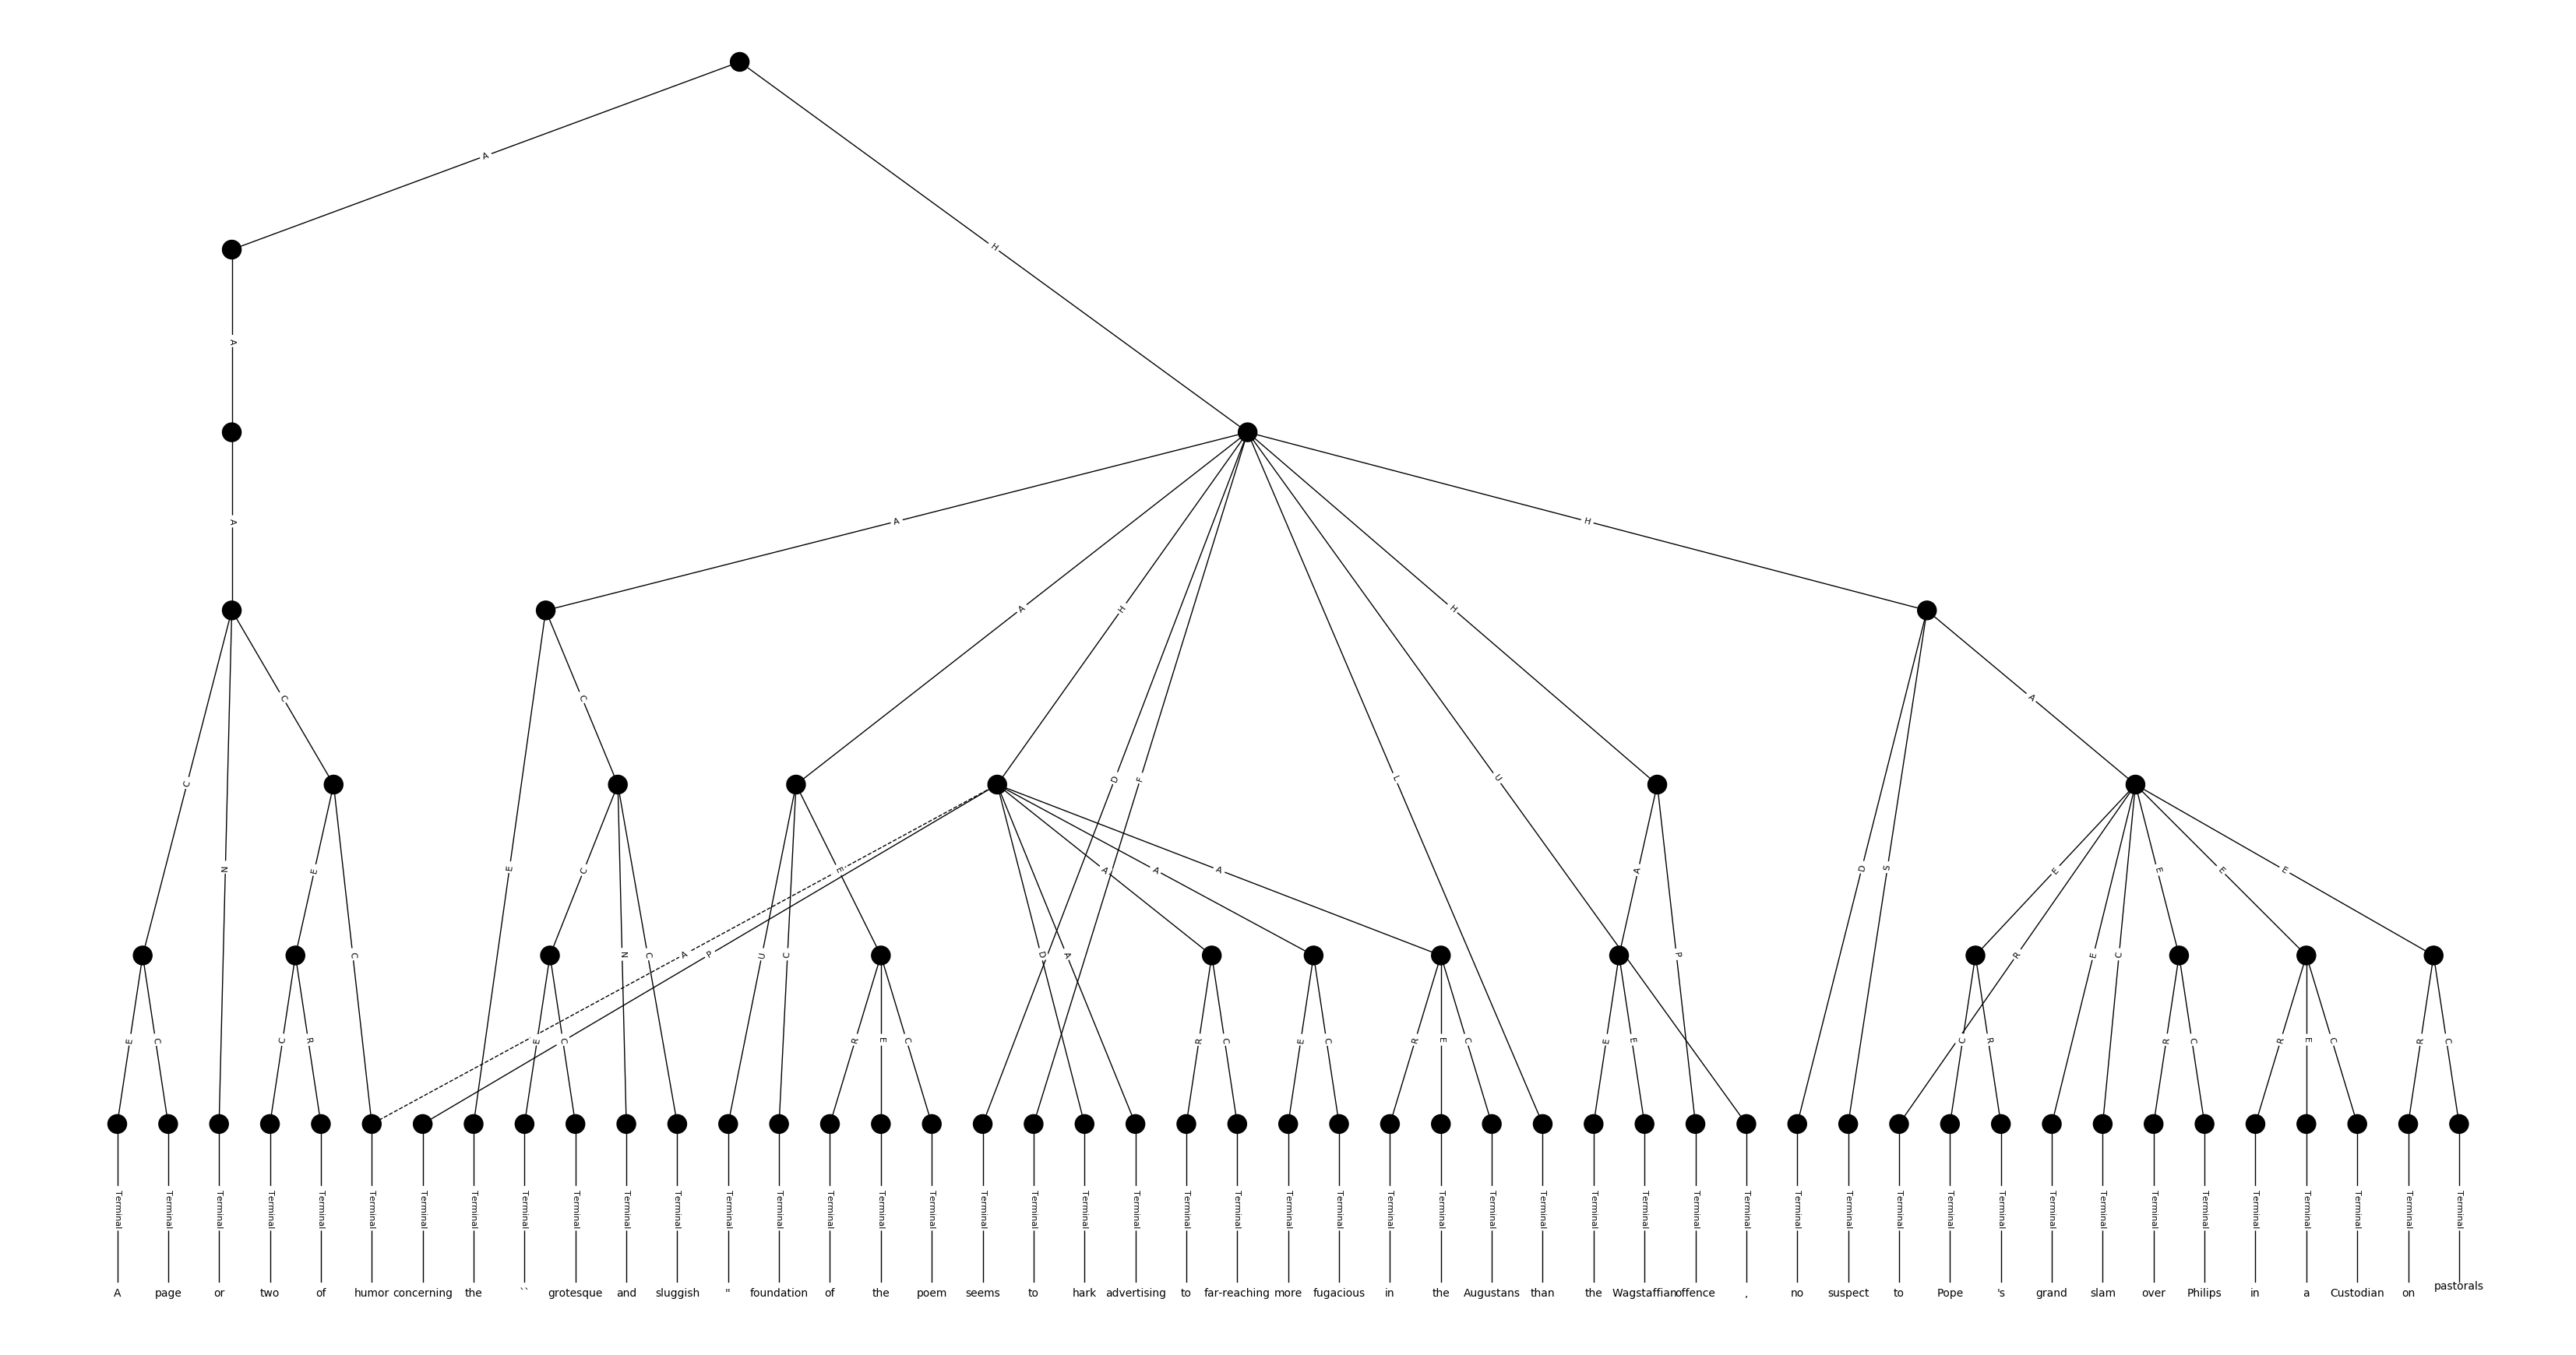 A
H
A
A
A A H D F L U H H
C N C E C A
E C U C E P A D A A A A A P D S E R E C E E E
E C C R C E C N C R E C R C E C R E C E E C R R C R E C R C
Terminal Terminal Terminal Terminal Terminal Terminal Terminal Terminal Terminal Terminal Terminal Terminal Terminal Terminal Terminal Terminal Terminal Terminal Terminal Terminal Terminal Terminal Terminal Terminal Terminal Terminal Terminal Terminal Terminal Terminal Terminal Terminal Terminal Terminal Terminal Terminal Terminal Terminal Terminal Terminal Terminal Terminal Terminal Terminal Terminal Terminal Terminal
A page or two of humor concerning the `` grotesque and sluggish " foundation of the poem seems to hark advertising to far-reaching more fugacious in the Augustans than the Wagstaffian offence , no suspect to Pope 's grand slam over Philips in a Custodian on pastorals